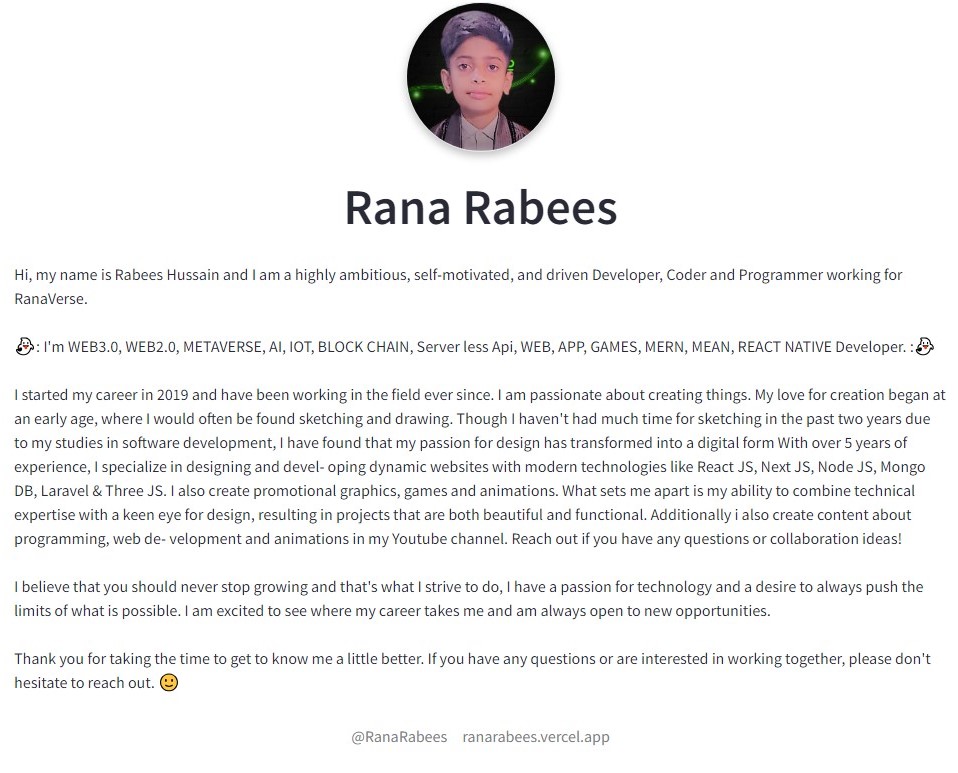 Rana Rabees
Hi, my name is Rabees Hussain and I am a highly ambitious, self-motivated, and driven Developer, Coder and Programmer working for
RanaVerse.
: I'm WEB3.0, WEB2.0, METAVERSE, AI, IOT, BLOCK CHAIN, Server less Api, WEB, APP, GAMES, MERN, MEAN, REACT NATIVE Developer. :
I started my career in 2019 and have been working in the field ever since. I am passionate about creating things. My love for creation began at
an early age, where I would often be found sketching and drawing. Though I haven't had much time for sketching in the past two years due
to my studies in software development, I have found that my passion for design has transformed into a digital form With over 5 years of
experience, I specialize in designing and devel- oping dynamic websites with modern technologies like React JS, Next JS, Node JS, Mongo
DB, Laravel & Three JS. I also create promotional graphics, games and animations. What sets me apart is my ability to combine technical
expertise with a keen eye for design, resulting in projects that are both beautiful and functional. Additionally i also create content about
programming, web de- velopment and animations in my Youtube channel. Reach out if you have any questions or collaboration ideas!
I believe that you should never stop growing and that's what I strive to do, I have a passion for technology and a desire to always push the
limits of what is possible. I am excited to see where my career takes me and am always open to new opportunities.
Thank you for taking the time to get to know me a little better. If you have any questions or are interested in working together, please don't
hesitate to reach out. 🙂
@RanaRabees ranarabees.vercel.app